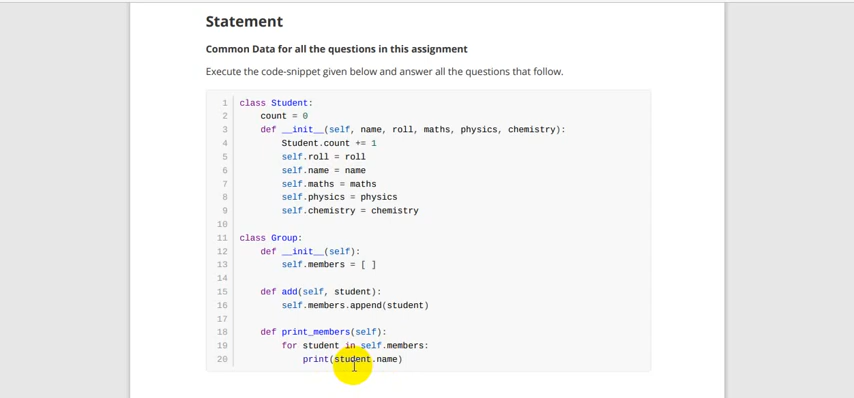 Statement
Common Data for all the questions in this assignment
Execute the code-snippet given below and answer all the questions that follow.
1 class Student:
2     count = 0
3     def __init__(self, name, roll, maths, physics, chemistry):
4         Student.count += 1
5         self.roll = roll
6         self.name = name
7         self.maths = maths
8         self.physics = physics
9         self.chemistry = chemistry
10
11 class Group:
12     def __init__(self):
13         self.members = [ ]
14
15     def add(self, student):
16         self.members.append(student)
17
18     def print_members(self):
19         for student in self.members:
20             print(student.name)